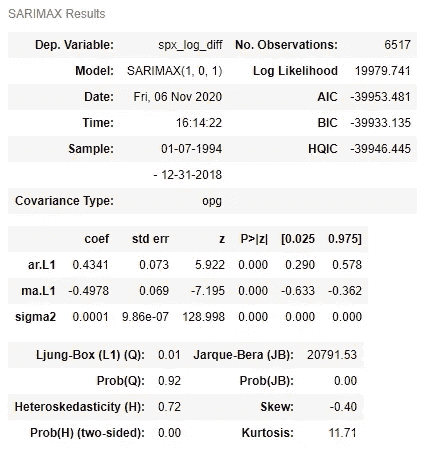 SARIMAX Results
Dep. Variable: spx_log_diff No. Observations: 6517
Model: SARIMAX(1, 0, 1) Log Likelihood 19979.741
Date: Fri, 06 Nov 2020 AIC -39953.481
Time: 16:14:22 BIC -39933.135
Sample: 01-07-1994 HQIC -39946.445
- 12-31-2018
Covariance Type: opg
coef std err z P>|z| [0.025 0.975]
ar.L1 0.4341 0.073 5.922 0.000 0.290 0.578
ma.L1 -0.4978 0.069 -7.195 0.000 -0.633 -0.362
sigma2 0.0001 9.86e-07 128.998 0.000 0.000 0.000
Ljung-Box (L1) (Q): 0.01 Jarque-Bera (JB): 20791.53
Prob(Q): 0.92 Prob(JB): 0.00
Heteroskedasticity (H): 0.72 Skew: -0.40
Prob(H) (two-sided): 0.00 Kurtosis: 11.71